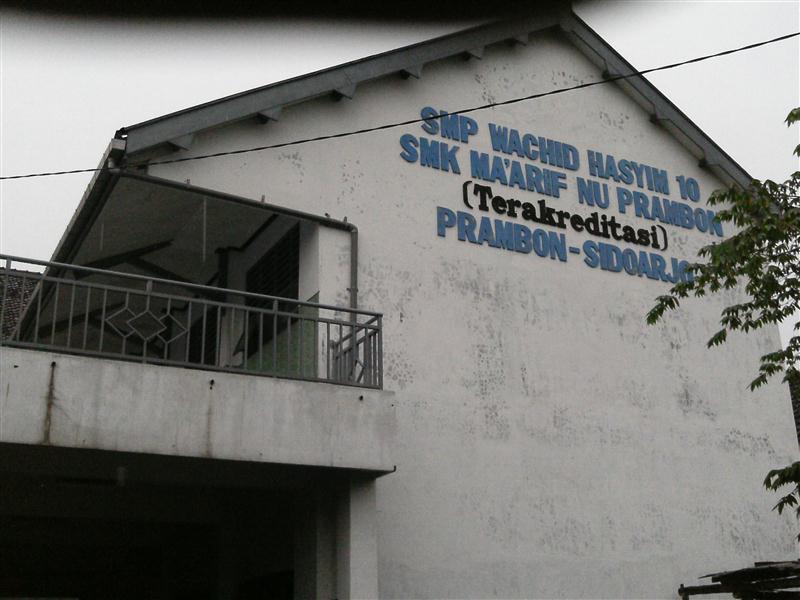 SMP WACHID HASYIM 10
SMK MA'ARIF NU PRAMBON
(Terakreditasi)
PRAMBON - SIDOARJO